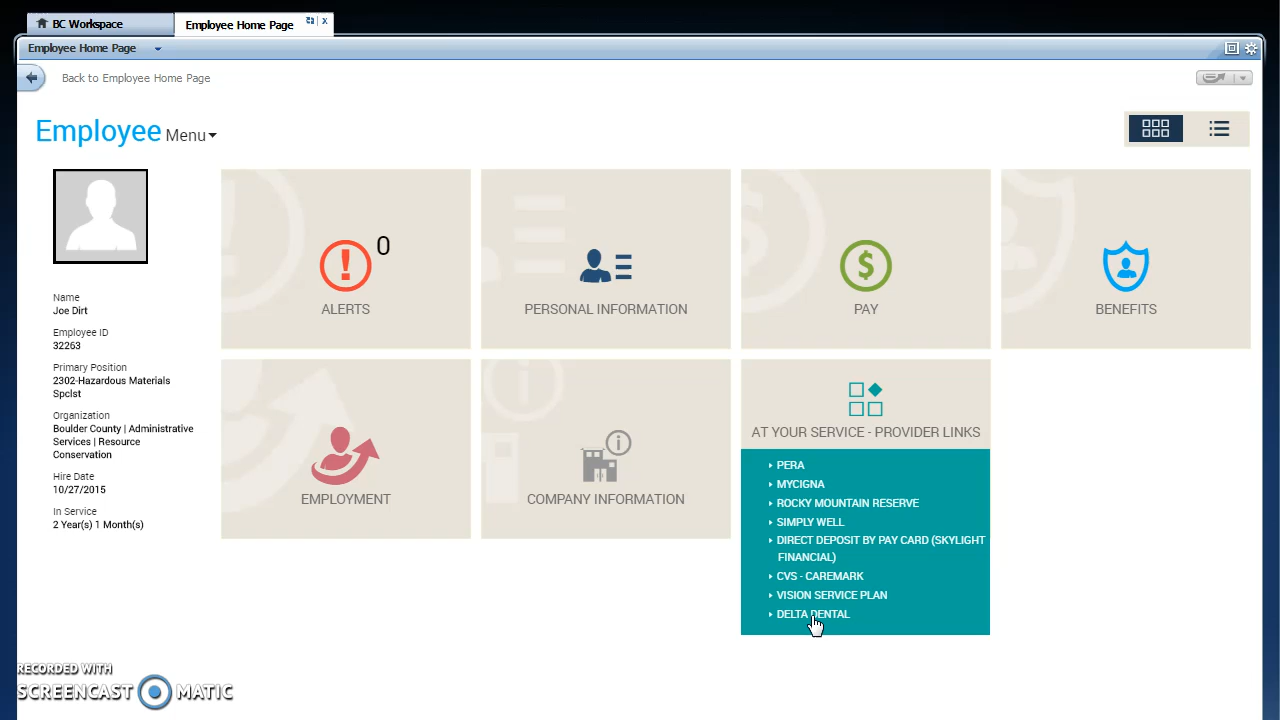 BC Workspace
Employee Home Page
x
Employee Home Page
Back to Employee Home Page
Employee Menu
Name
Joe Dirt
Employee ID
32263
Primary Position
2302-Hazardous Materials
Spclst
Organization
Boulder County | Administrative
Services | Resource
Conservation
Hire Date
10/27/2015
In Service
2 Year(s) 1 Month(s)
! 0
ALERTS
PERSONAL INFORMATION
$
PAY
BENEFITS
EMPLOYMENT
i
COMPANY INFORMATION
AT YOUR SERVICE - PROVIDER LINKS
PERA
MYCIGNA
ROCKY MOUNTAIN RESERVE
SIMPLY WELL
DIRECT DEPOSIT BY PAY CARD (SKYLIGHT
FINANCIAL)
CVS - CAREMARK
VISION SERVICE PLAN
DELTA DENTAL
RECORDED WITH
SCREENCAST MATIC